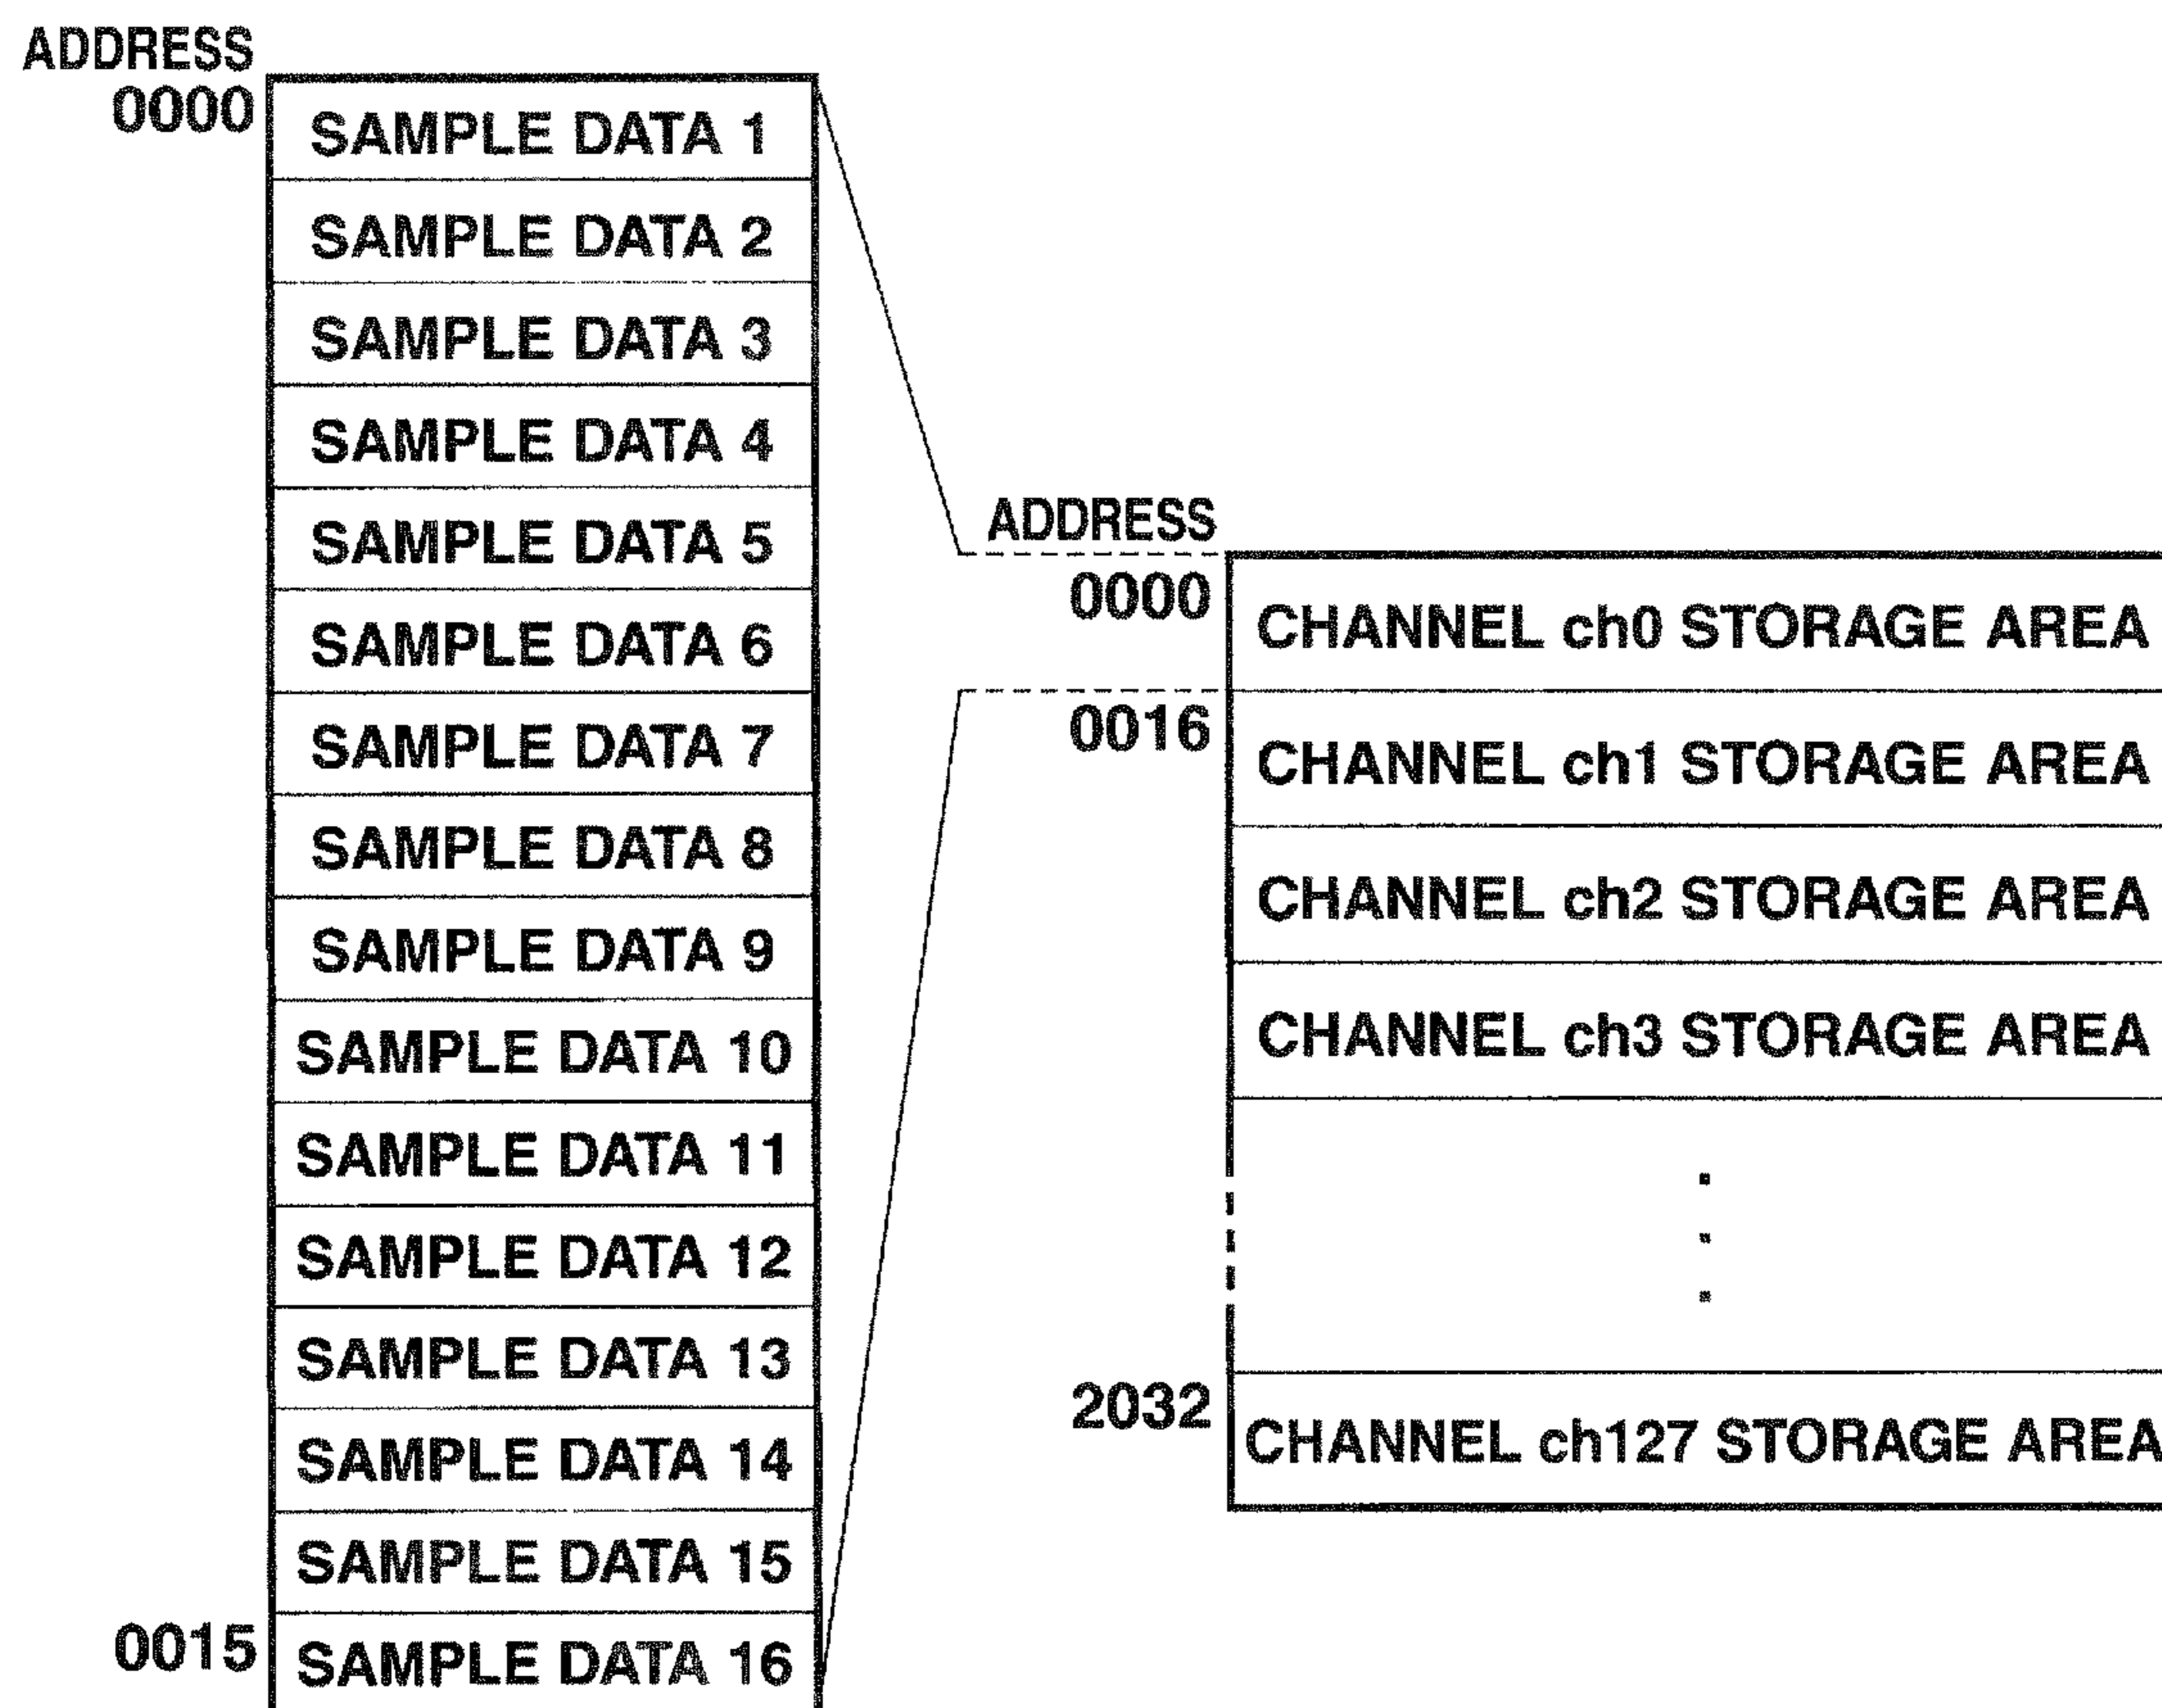 ADDRESS
0000
SAMPLE DATA 1
SAMPLE DATA 2
SAMPLE DATA 3
SAMPLE DATA 4
SAMPLE DATA 5
SAMPLE DATA 6
SAMPLE DATA 7
SAMPLE DATA 8
SAMPLE DATA 9
SAMPLE DATA 10
SAMPLE DATA 11
SAMPLE DATA 12
SAMPLE DATA 13
SAMPLE DATA 14
SAMPLE DATA 15
0015
SAMPLE DATA 16
ADDRESS
0000
CHANNEL ch0 STORAGE AREA
0016
CHANNEL ch1 STORAGE AREA
CHANNEL ch2 STORAGE AREA
CHANNEL ch3 STORAGE AREA
2032
CHANNEL ch127 STORAGE AREA